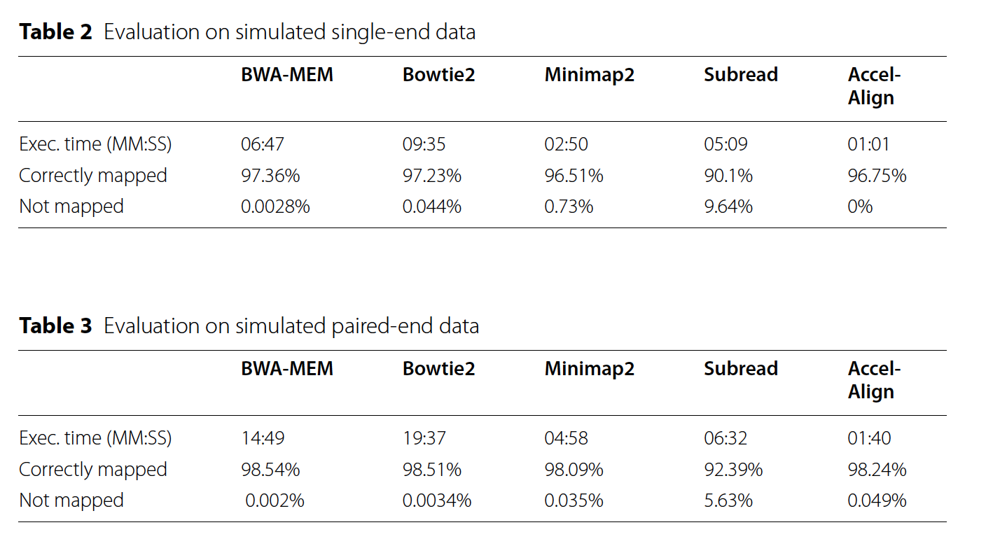 Table 2 Evaluation on simulated single-end data
BWA-MEM Bowtie2 Minimap2 Subread Accel-
Align
Exec. time (MM:SS) 06:47 09:35 02:50 05:09 01:01
Correctly mapped 97.36% 97.23% 96.51% 90.1% 96.75%
Not mapped 0.0028% 0.044% 0.73% 9.64% 0%
Table 3 Evaluation on simulated paired-end data
BWA-MEM Bowtie2 Minimap2 Subread Accel-
Align
Exec. time (MM:SS) 14:49 19:37 04:58 06:32 01:40
Correctly mapped 98.54% 98.51% 98.09% 92.39% 98.24%
Not mapped 0.002% 0.0034% 0.035% 5.63% 0.049%